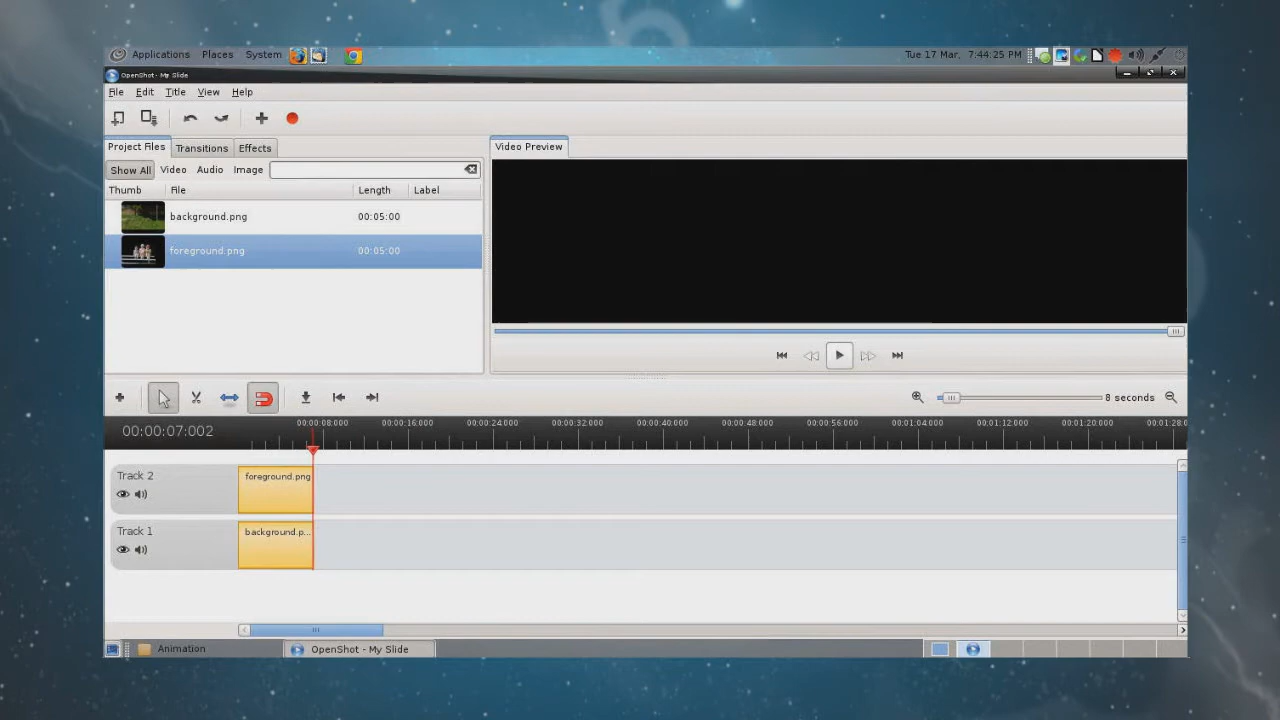 Applications Places System Tue 17 Mar, 7:44:25 PM
OpenShot - My Slide
File Edit Title View Help
Project Files Transitions Effects Video Preview
Show All Video Audio Image
Thumb File Length Label
background.png 00:05:00
foreground.png 00:05:00
8 seconds
00:00:07:002 00:00:08:000 00:00:16:000 00:00:24:000 00:00:32:000 00:00:40:000 00:00:48:000 00:00:56:000 00:01:04:000 00:01:12:000 00:01:20:000 00:01:28:0
Track 2 foreground.png
Track 1 background.p...
Animation OpenShot - My Slide